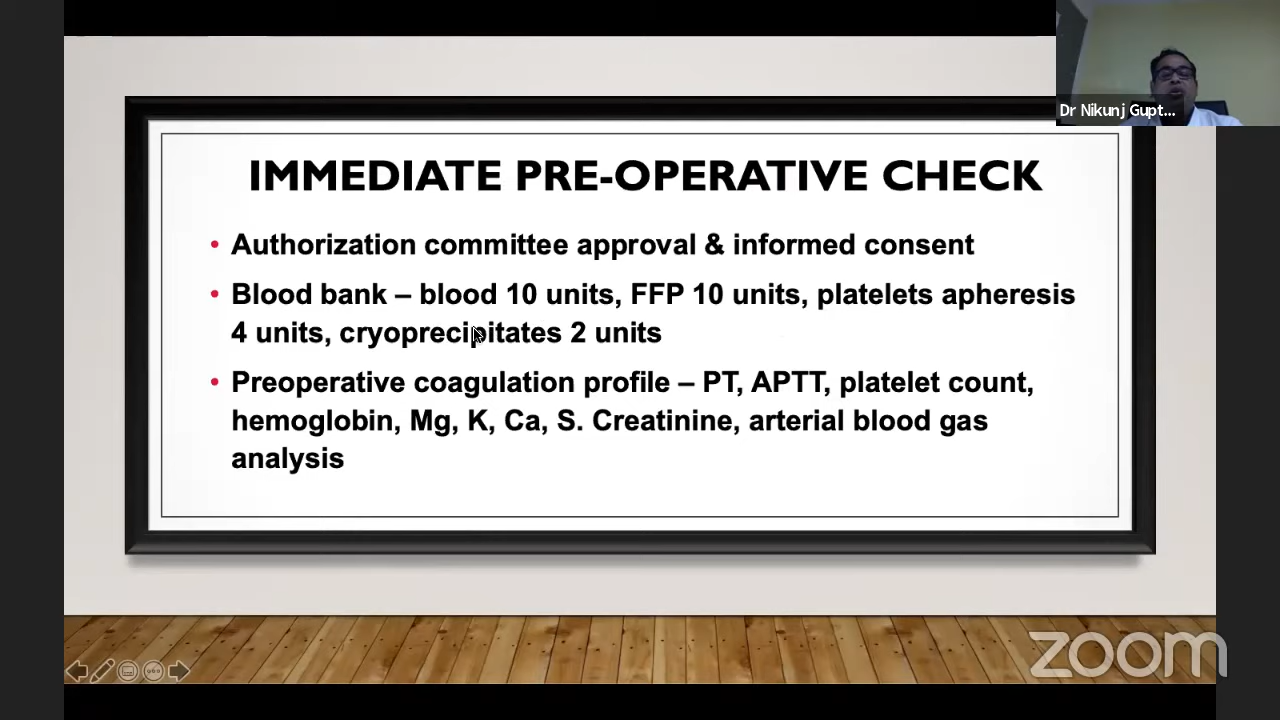 Dr Nikunj Gupt...
IMMEDIATE PRE-OPERATIVE CHECK
• Authorization committee approval & informed consent
• Blood bank – blood 10 units, FFP 10 units, platelets apheresis
4 units, cryoprecipitates 2 units
• Preoperative coagulation profile – PT, APTT, platelet count,
hemoglobin, Mg, K, Ca, S. Creatinine, arterial blood gas
analysis
zoom